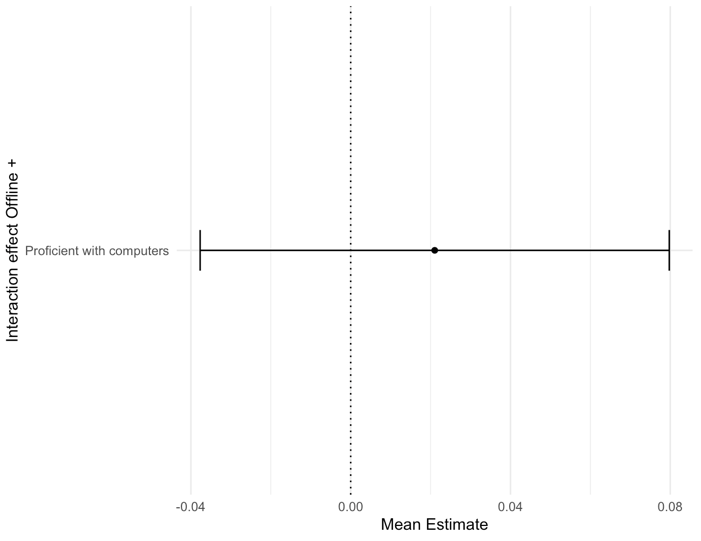 Interaction effect Offline +
Proficient with computers
-0.04 0.00 0.04 0.08
Mean Estimate